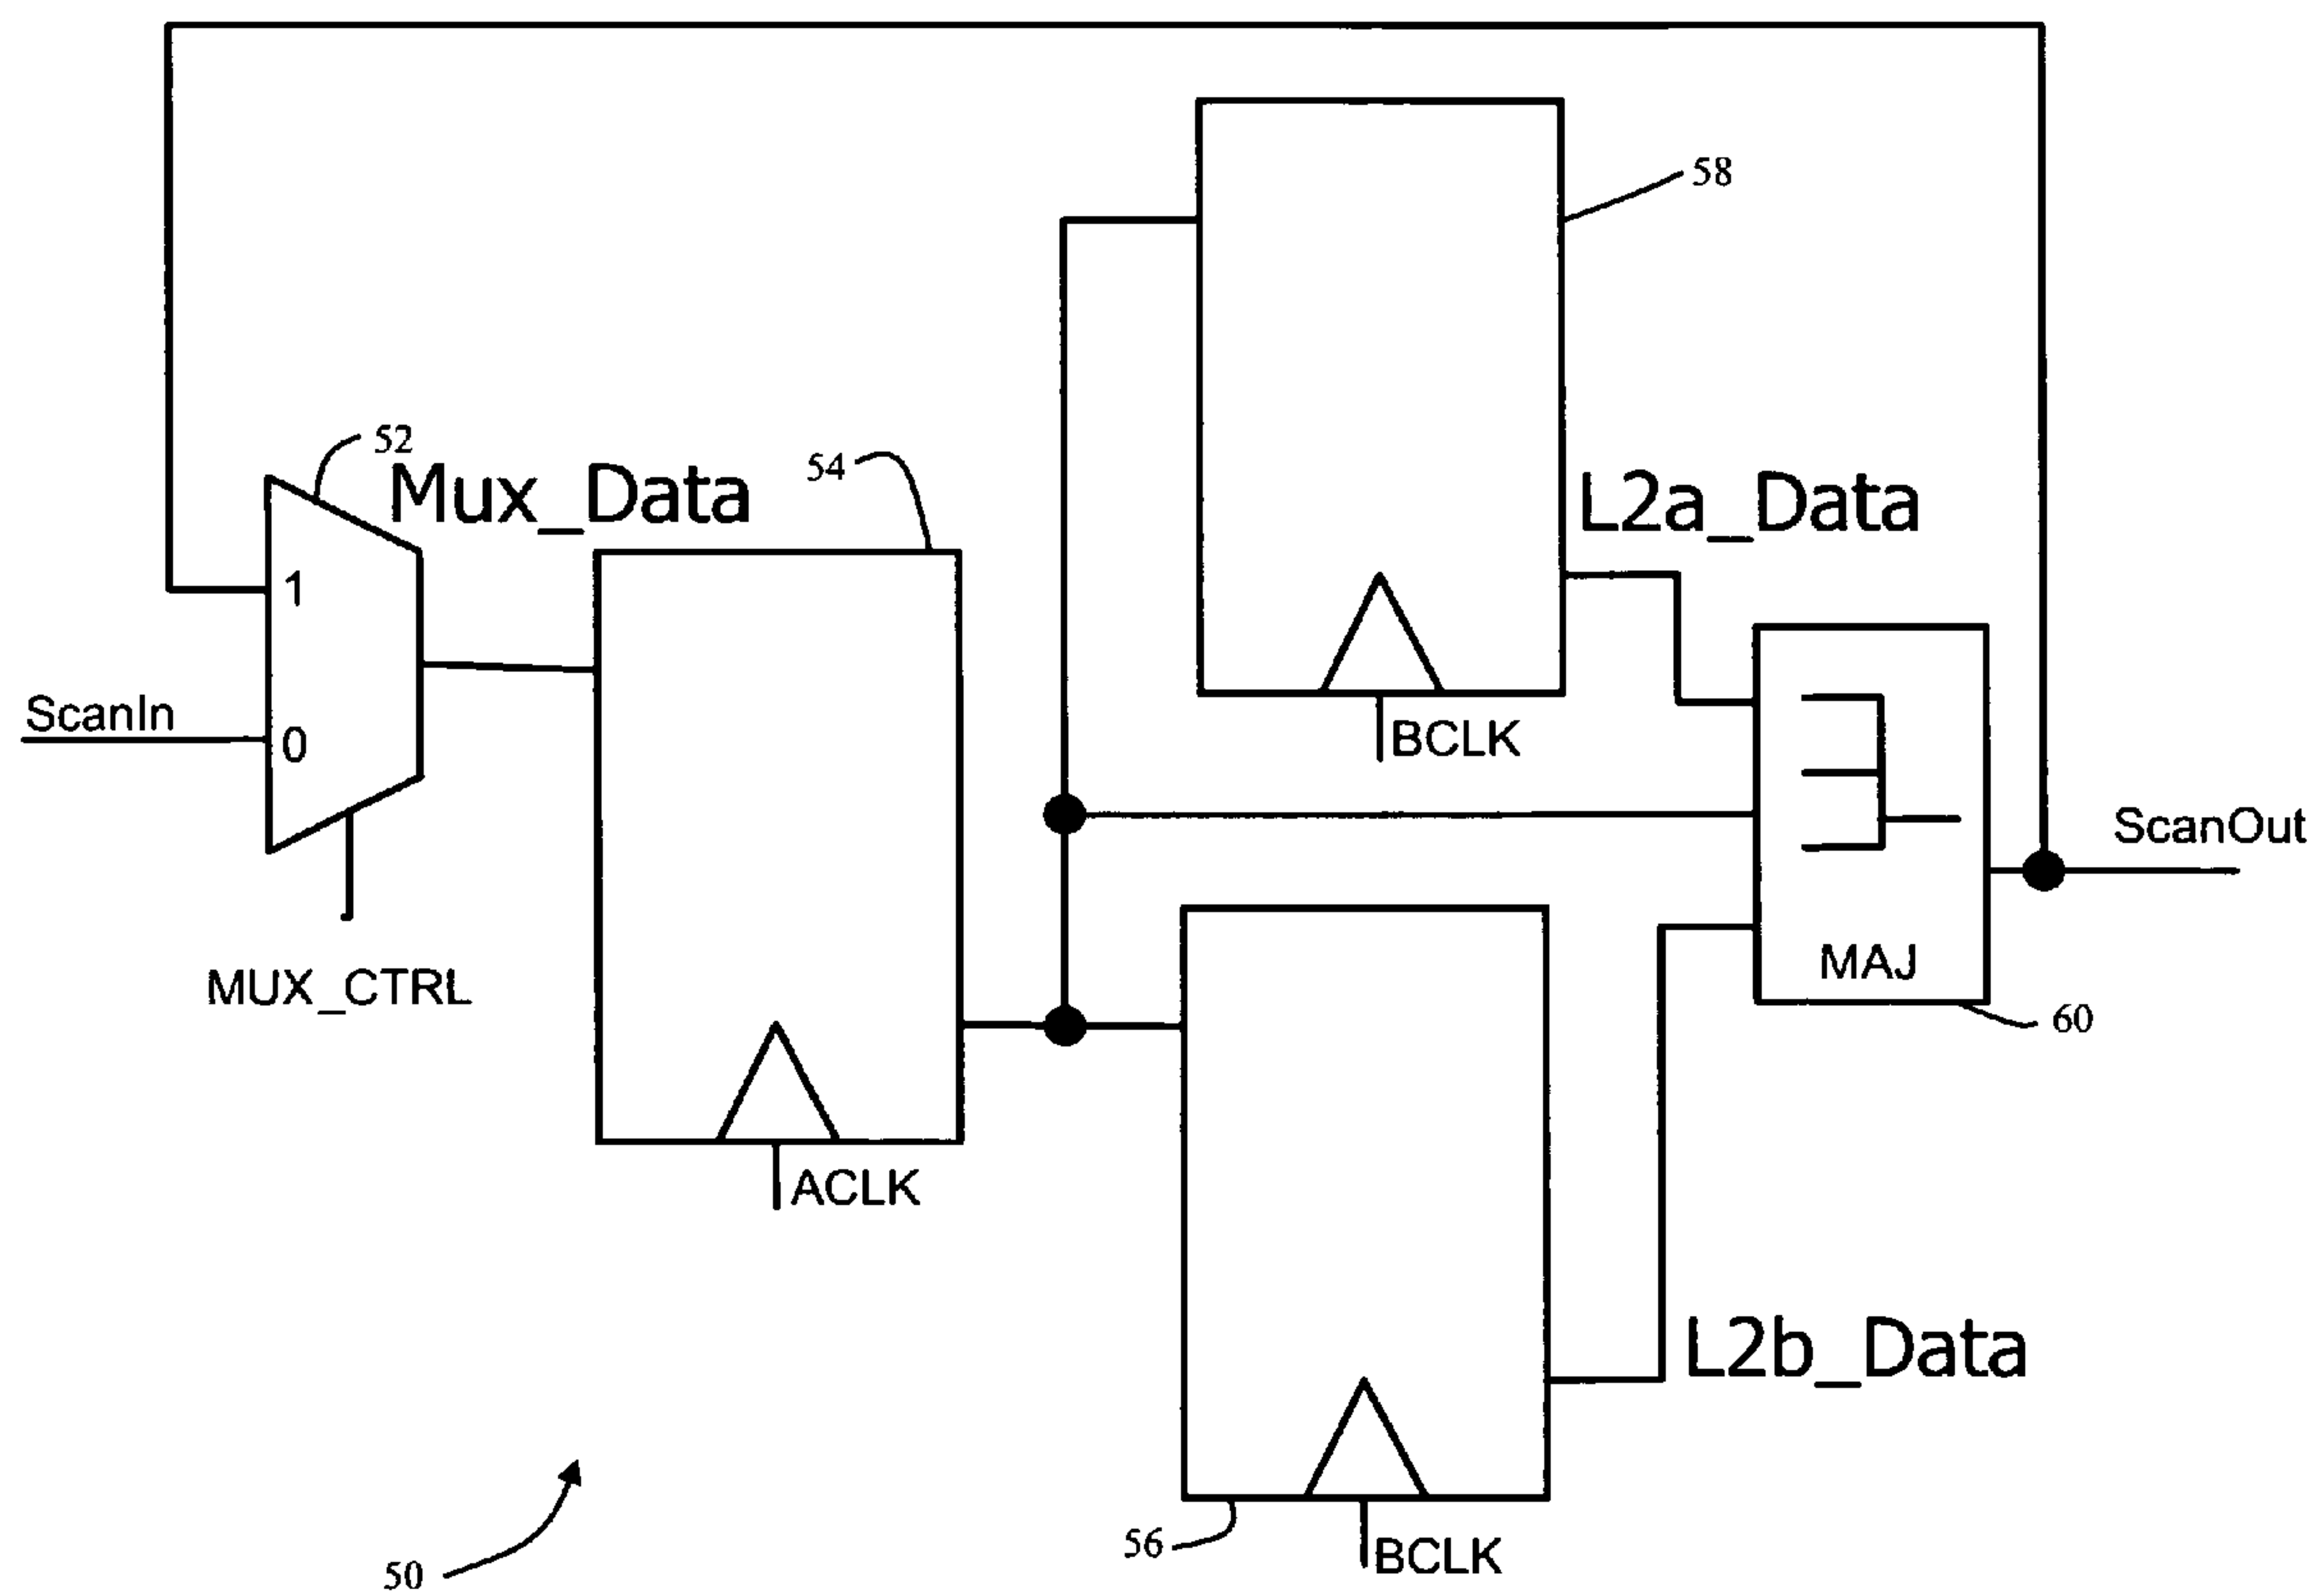 58
52
Mux_Data
54
L2a_Data
1
ScanIn
0
BCLK
ScanOut
MAJ
MUX_CTRL
60
ACLK
L2b_Data
56
BCLK
50